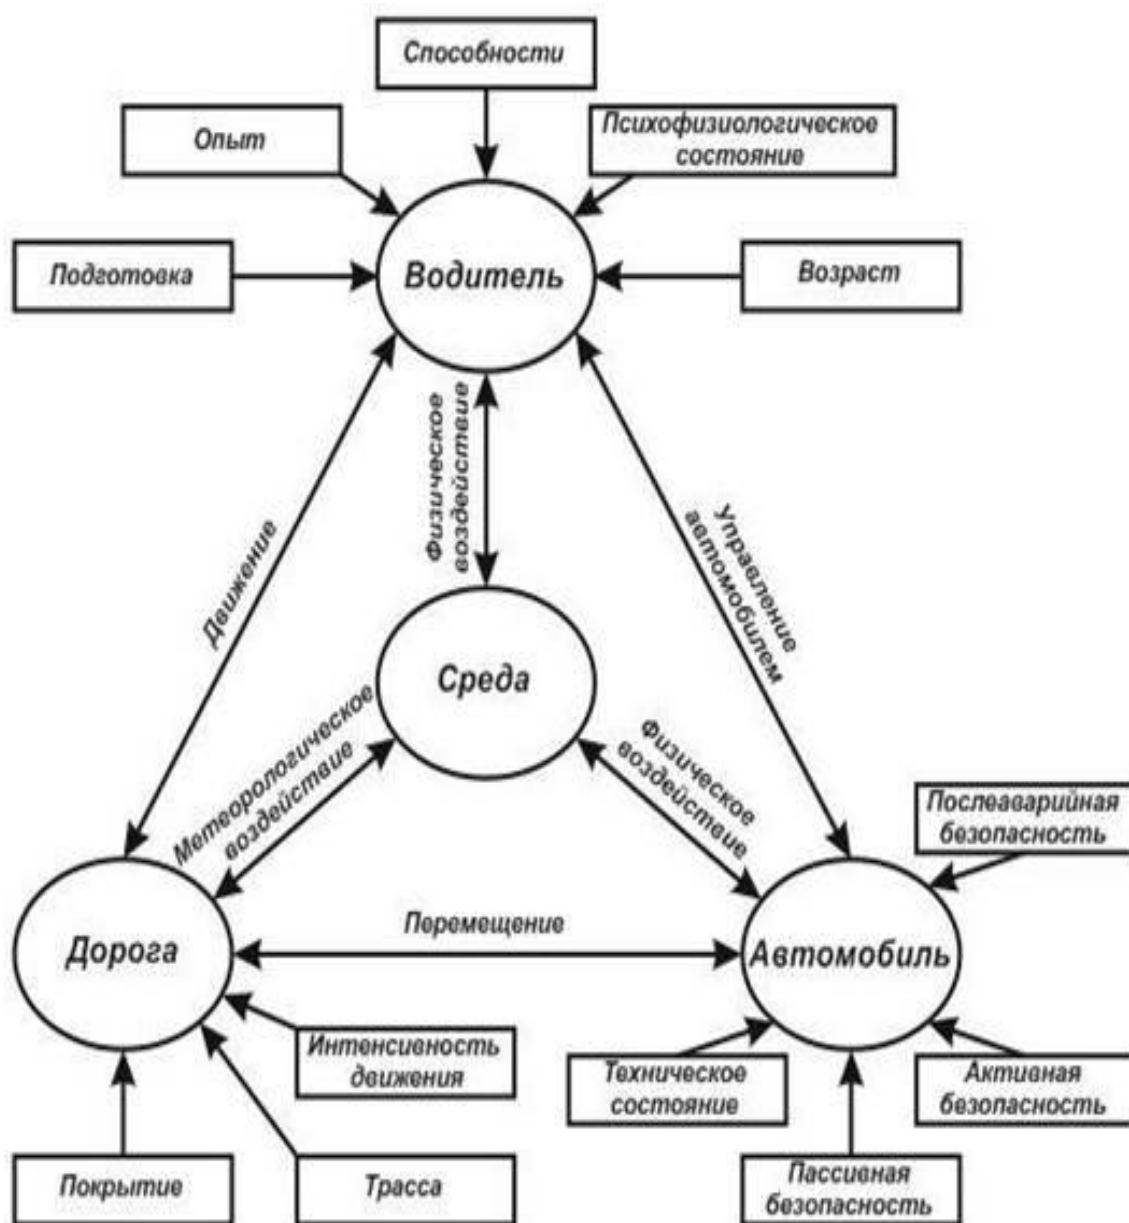 Способности
Опыт
Психофизиологическое
состояние
Подготовка
Водитель
Возраст
Физическое
воздействие
Движение
Управление
автомобилем
Среда
Метеорологическое
воздействие
Физическое
воздействие
Послеаварийная
безопасность
Дорога
Перемещение
Автомобиль
Интенсивность
движения
Техническое
состояние
Активная
безопасность
Покрытие
Трасса
Пассивная
безопасность